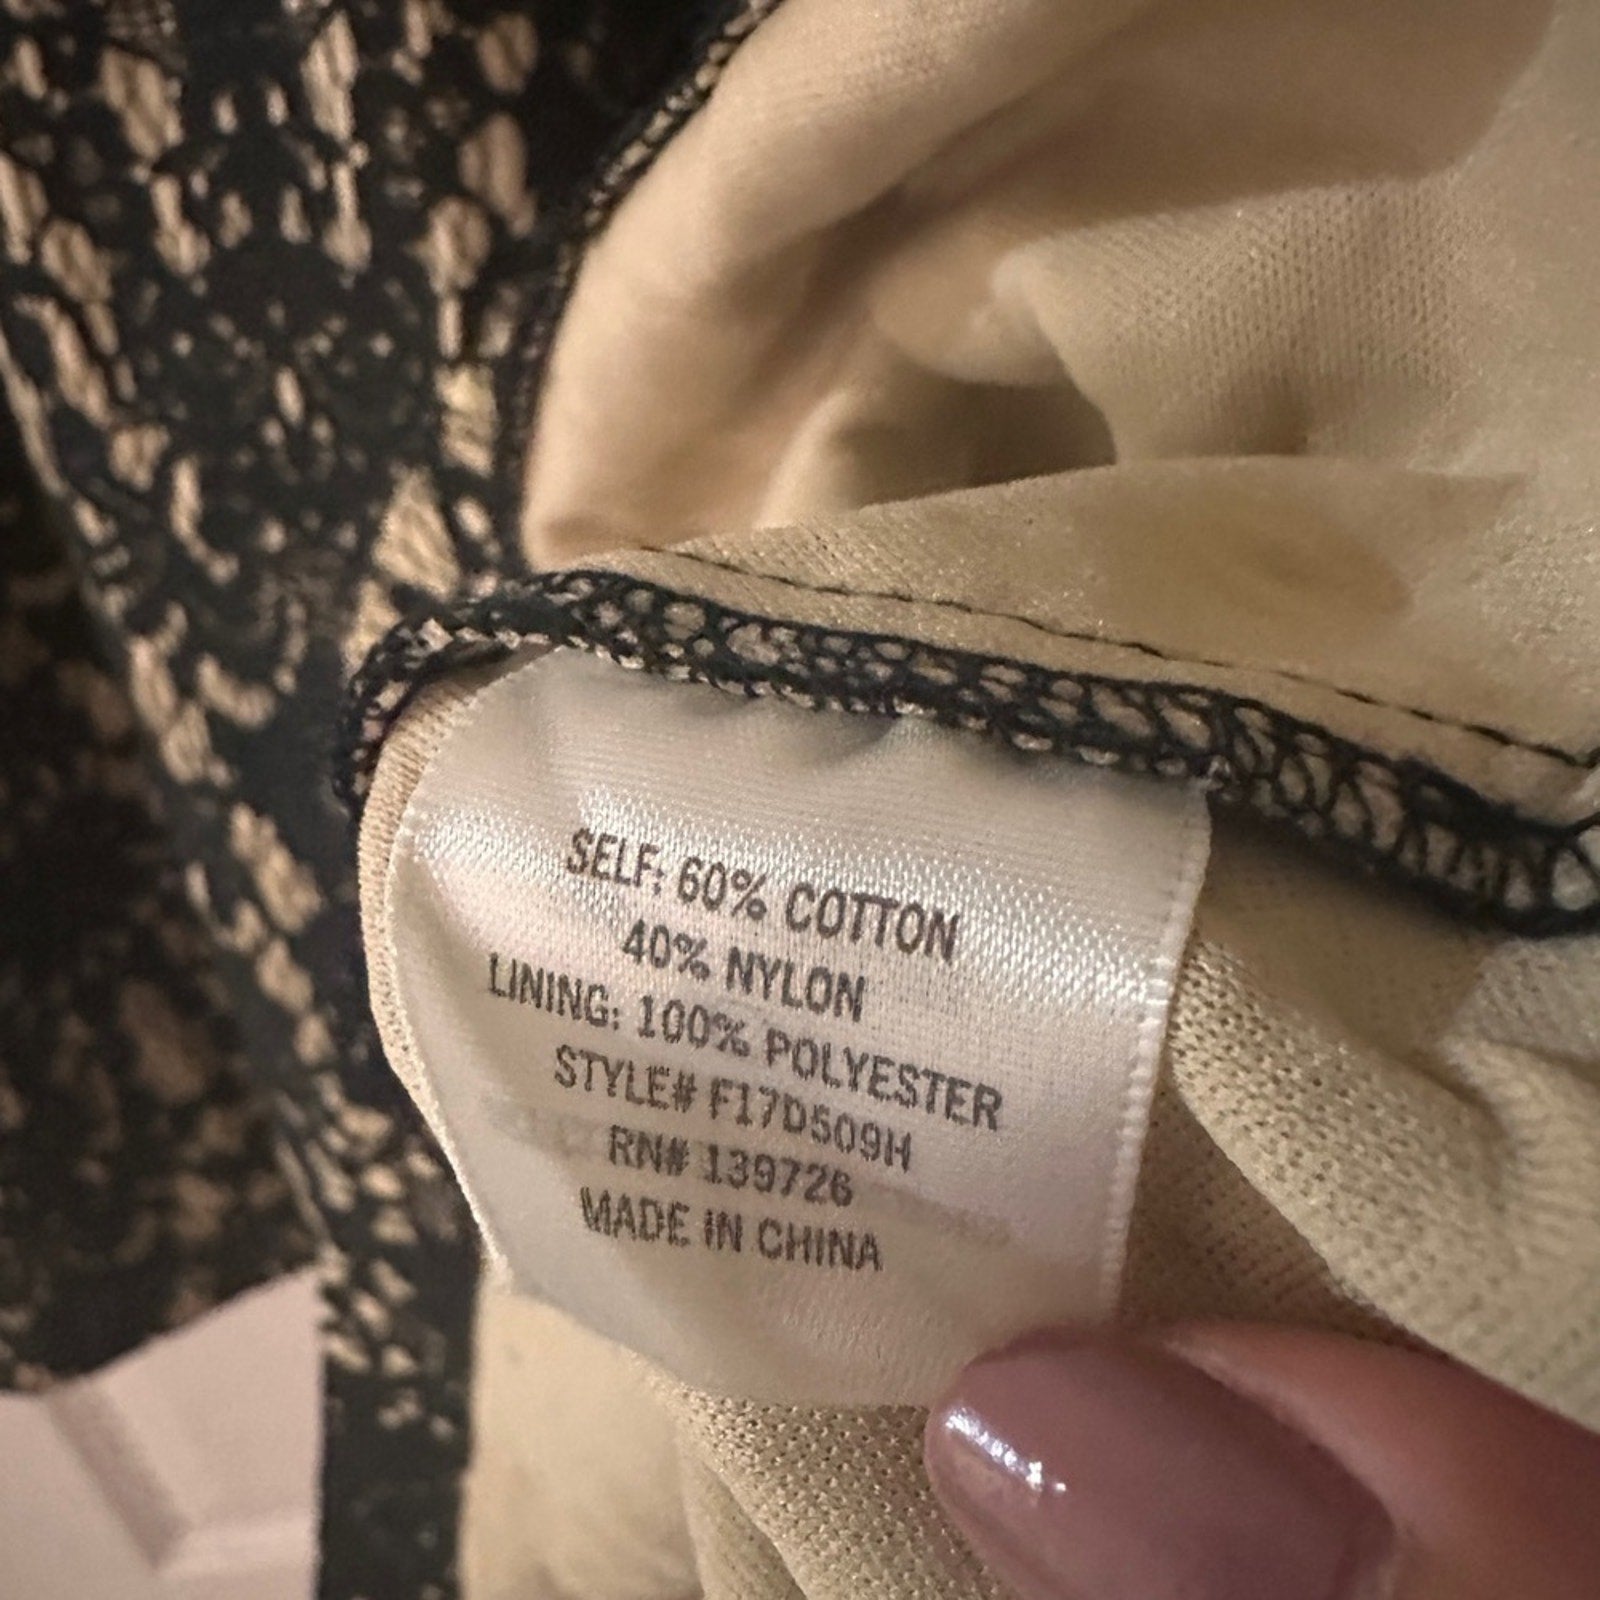 SELF: 60% COTTON
40% NYLON
LINING: 100% POLYESTER
STYLE# F17D509H
RN# 139726
MADE IN CHINA